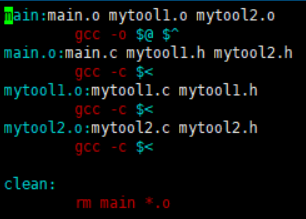 main:main.o mytool1.o mytool2.o
        gcc -o $@ $^
main.o:main.c mytool1.h mytool2.h
        gcc -c $<
mytool1.o:mytool1.c mytool1.h
        gcc -c $<
mytool2.o:mytool2.c mytool2.h
        gcc -c $<

clean:
        rm main *.o